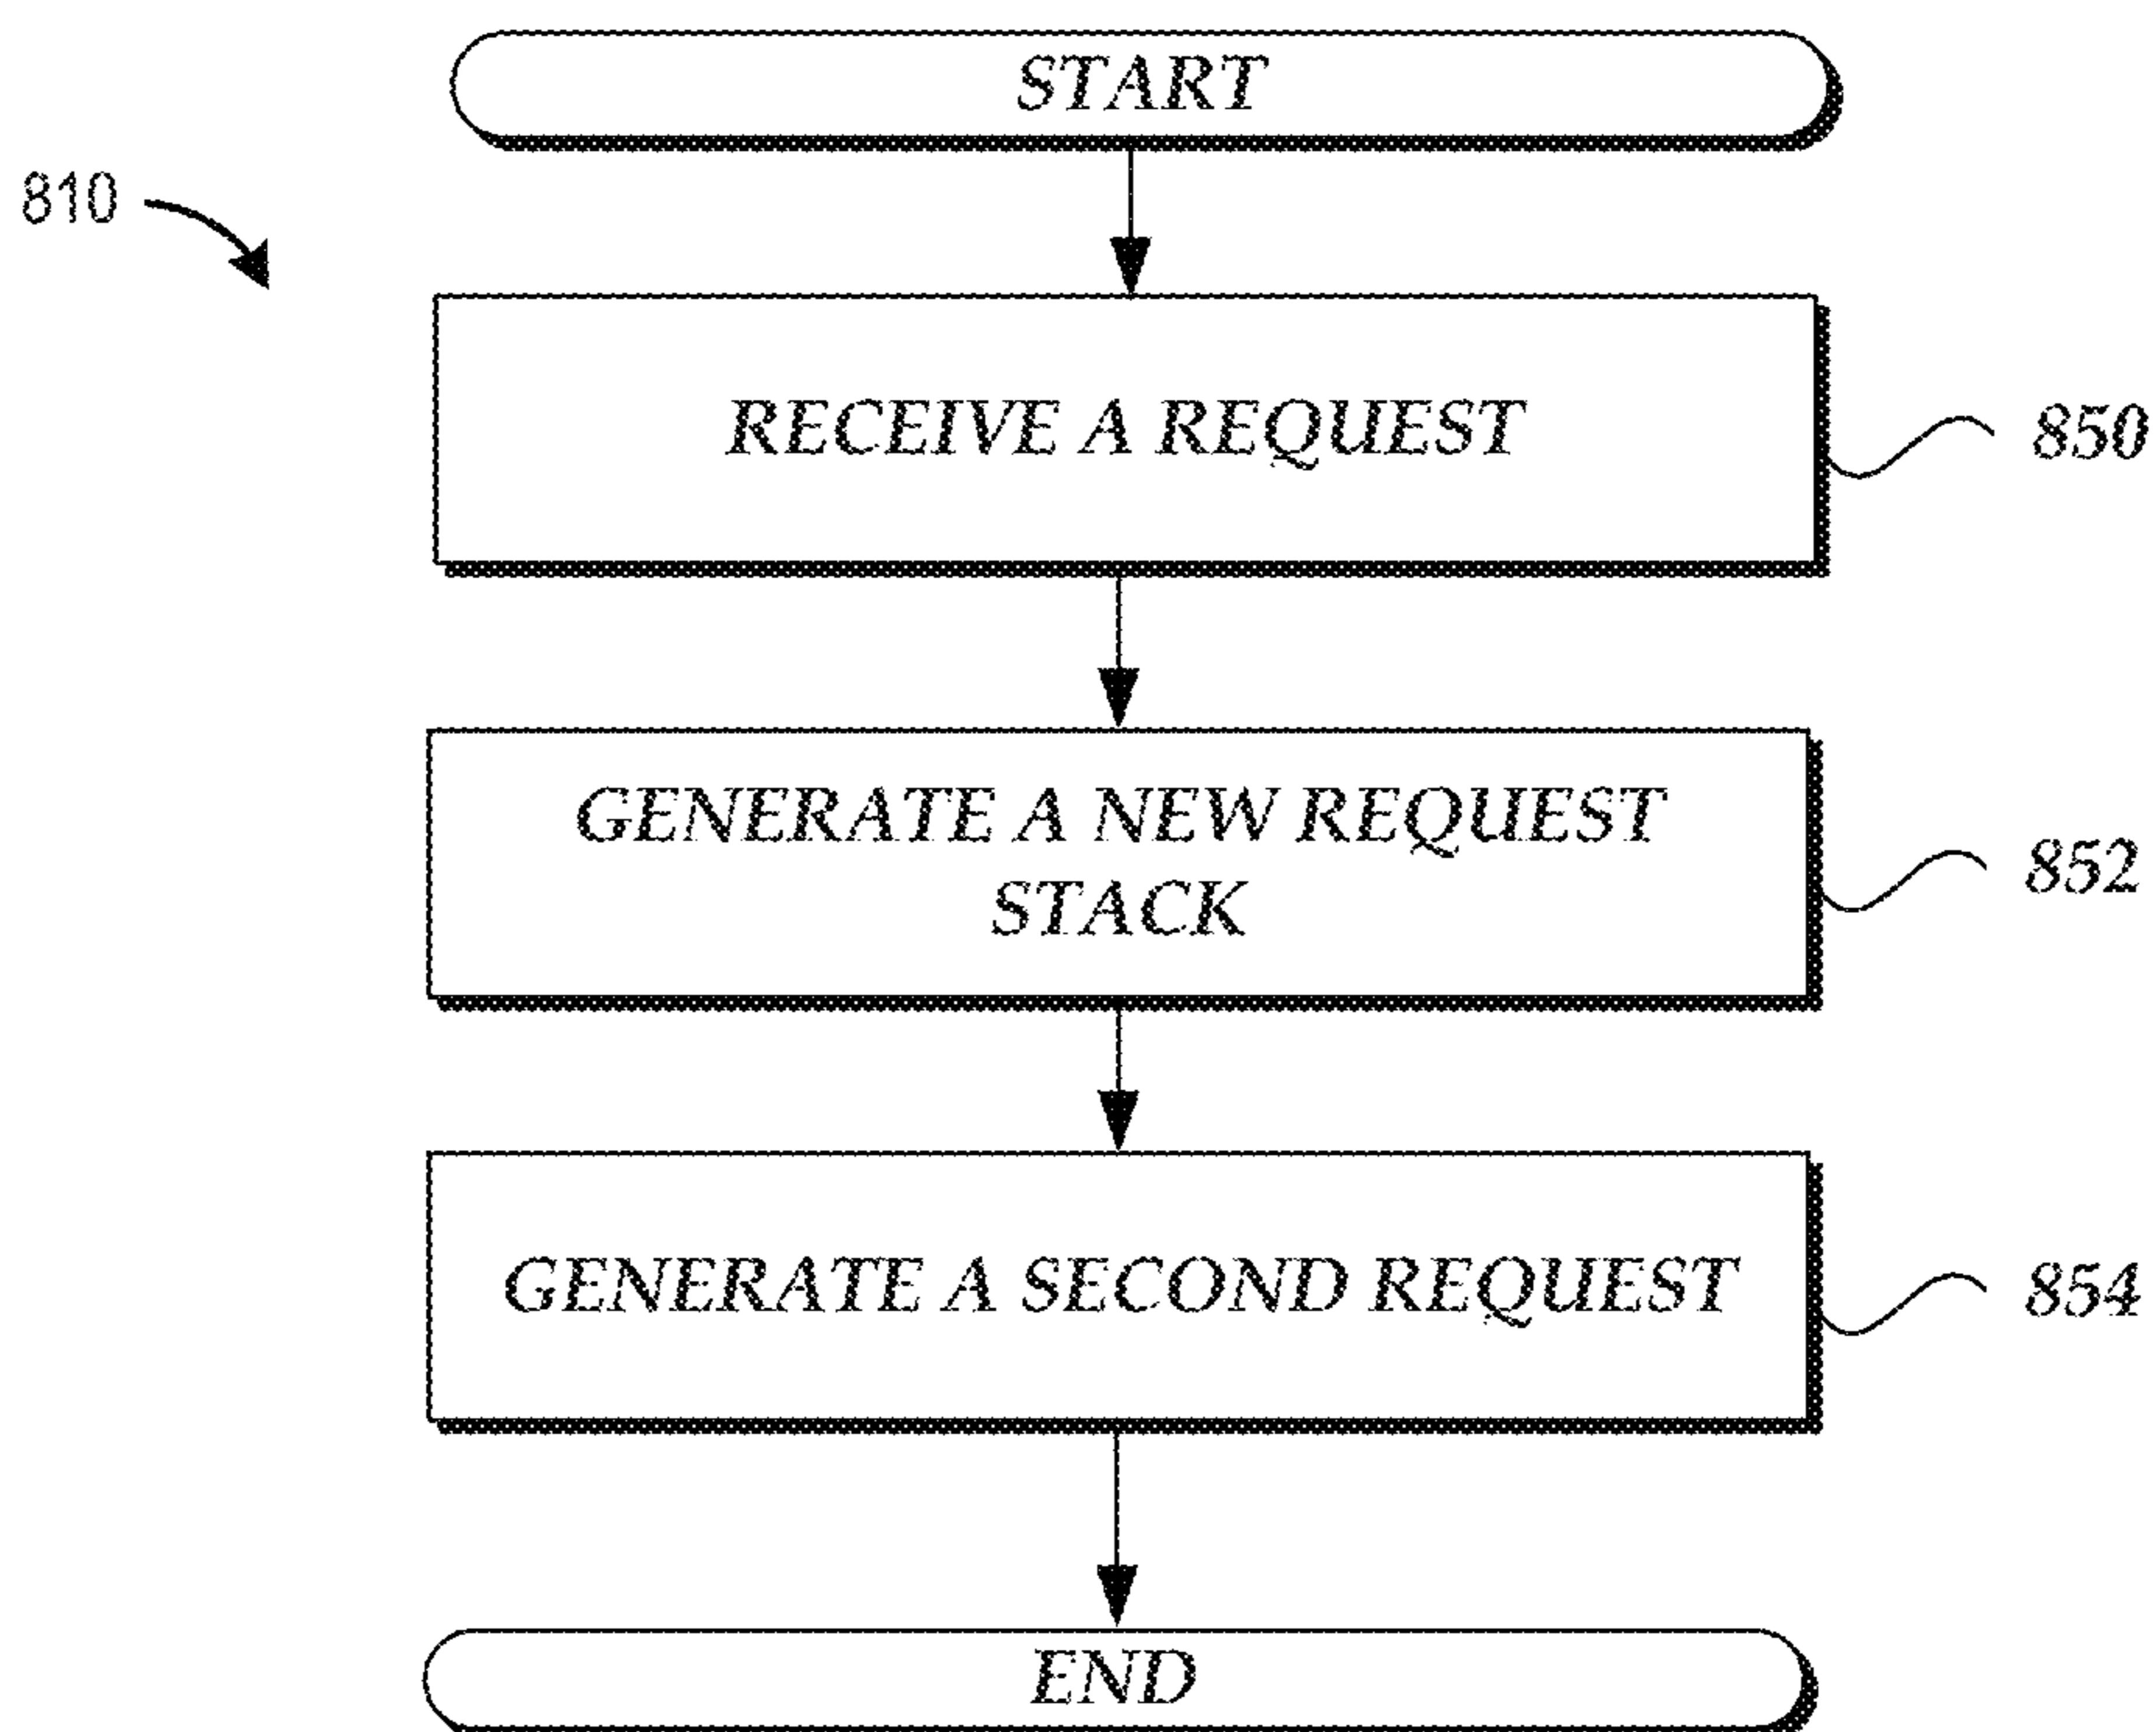 START
810
RECEIVE A REQUEST
850
GENERATE A NEW REQUEST
STACK
852
GENERATE A SECOND REQUEST
854
END